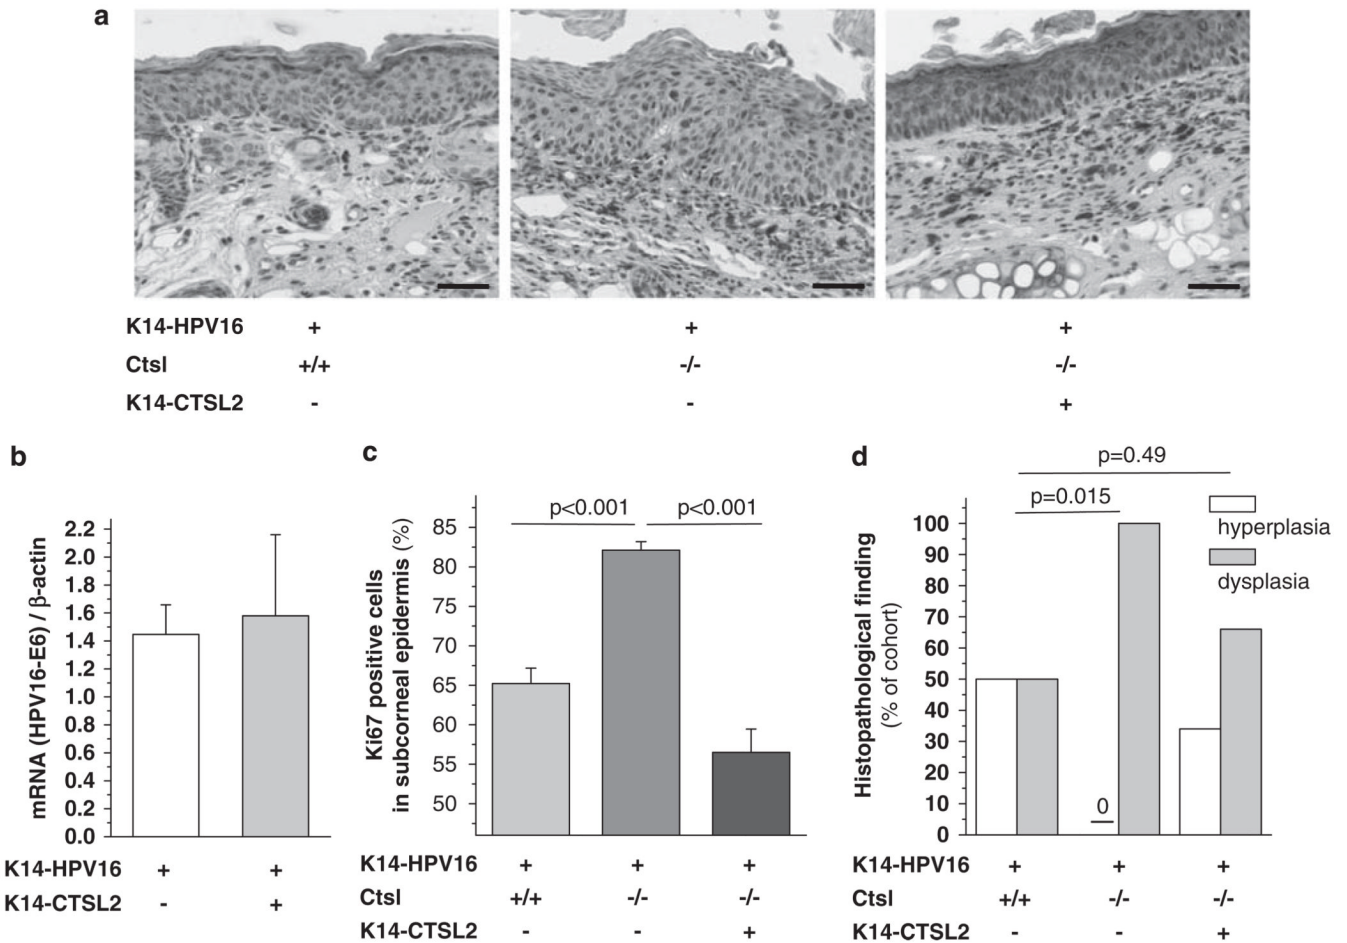 a
K14-HPV16 + + +
Ctsl +/+ -/- -/-
K14-CTSL2 - - +
b
mRNA (HPV16-E6) / β-actin
2.2
2.0
1.8
1.6
1.4
1.2
1.0
0.8
0.6
0.4
0.2
0.0
K14-HPV16 + +
K14-CTSL2 - +
c
Ki67 positive cells
in subcorneal epidermis (%)
p<0.001 p<0.001
85
80
75
70
65
60
55
50
K14-HPV16 + + +
Ctsl +/+ -/- -/-
K14-CTSL2 - - +
d
Histopathological finding
(% of cohort)
p=0.49
p=0.015
hyperplasia
dysplasia
100
90
80
70
60
50
40
30
20
10
0
0
K14-HPV16 + + +
Ctsl +/+ -/- -/-
K14-CTSL2 - - +